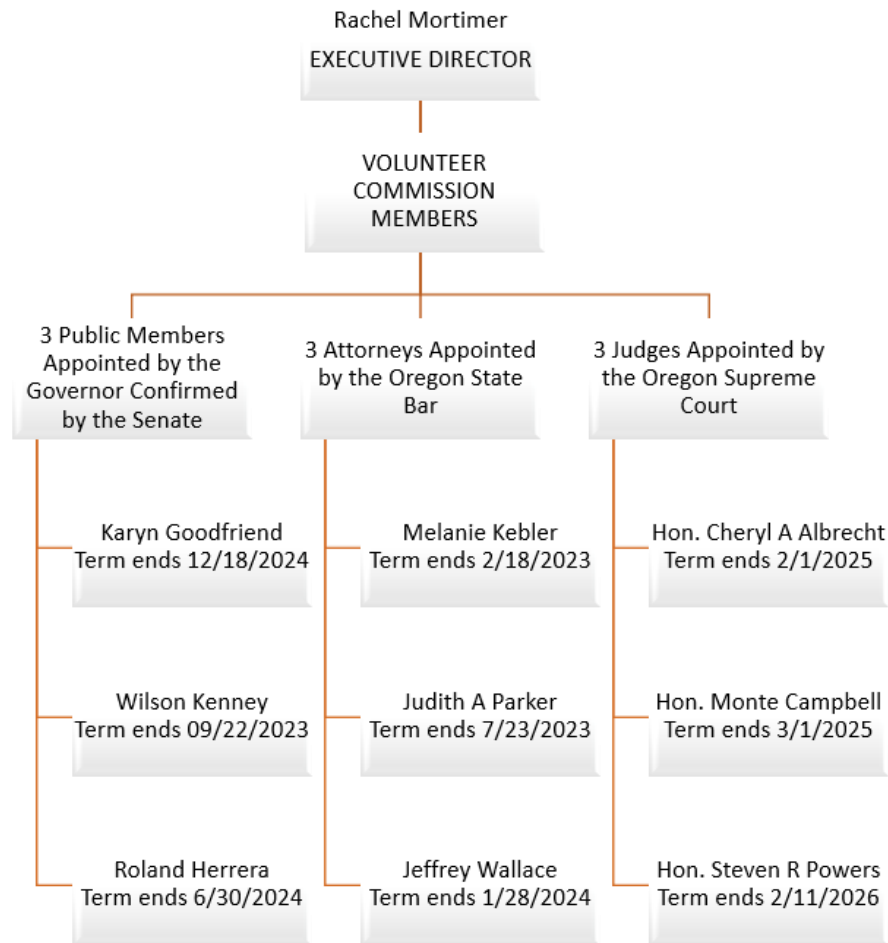 Rachel Mortimer
EXECUTIVE DIRECTOR
VOLUNTEER
COMMISSION
MEMBERS
3 Public Members
Appointed by the
Governor Confirmed
by the Senate
3 Attorneys Appointed
by the Oregon State
Bar
3 Judges Appointed by
the Oregon Supreme
Court
Karyn Goodfriend
Term ends 12/18/2024
Wilson Kenney
Term ends 09/22/2023
Roland Herrera
Term ends 6/30/2024
Melanie Kebler
Term ends 2/18/2023
Judith A Parker
Term ends 7/23/2023
Jeffrey Wallace
Term ends 1/28/2024
Hon. Cheryl A Albrecht
Term ends 2/1/2025
Hon. Monte Campbell
Term ends 3/1/2025
Hon. Steven R Powers
Term ends 2/11/2026